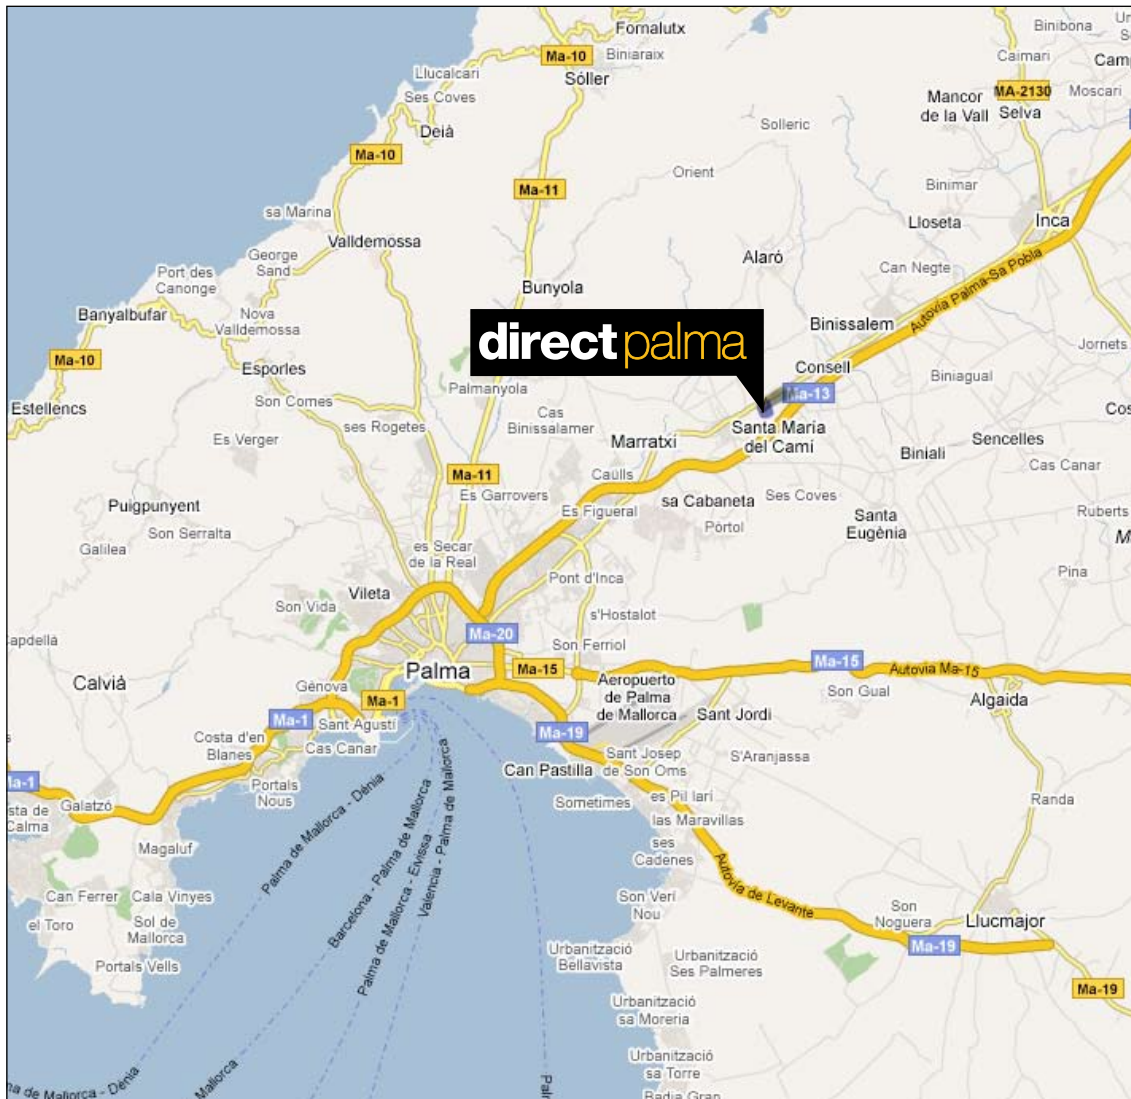 Fornalutx
Binibona
Ma-10
Biniaraix
Caimari
Llucalcari
Sóller
MA-2130
Moscari
Ses Coves
Mancor
de la Vall
Selva
Deià
Solleric
Ma-10
Orient
Ma-11
Binimar
sa Marina
Lloseta
Inca
Valldemossa
George
Sand
Alaró
Can Negte
Port des
Canonge
Bunyola
Autovia Palma-Sa Pobla
Banyalbufar
Nova
Valldemossa
Binissalem
directpalma
Jornets
Ma-10
Esporles
Consell
Biniagual
Palmanyola
Ma-13
Son Comes
Estellencs
Cas
Binissalamer
ses Rogetes
Santa María
del Camí
Es Verger
Marratxí
Sencelles
Biniali
Cas Canar
Ma-11
Caülls
Es Garrovers
sa Cabaneta
Ses Coves
Puigpunyent
Es Figueral
Pòrtol
Santa
Eugènia
Ruberts
Son Serralta
Galilea
es Secar
de la Real
Pina
Pont d'Inca
Vileta
Son Vida
s'Hostalot
Ma-20
Son Ferriol
Capdellà
Palma
Ma-15
Ma-15
Autovia Ma-15
Calvià
Gènova
Aeropuerto
de Palma
de Mallorca
Son Gual
Algaida
Ma-1
Ma-1
Sant Agustí
Sant Jordi
Costa d'en
Blanes
Cas Canar
Ma-19
Sant Josep
de Son Oms
S'Aranjassa
Can Pastilla
Ma-1
Portals
Nous
Galatzó
Sometimes
es Pil larí
Randa
las Maravillas
Palma de Mallorca - Dénia
Barcelona - Palma de Mallorca
Palma de Mallorca - Eivissa
Valencia - Palma de Mallorca
Magaluf
ses
Cadenes
Autovía de Levante
Can Ferrer
Cala Vinyes
Son Verí
Nou
Son
Noguera
Llucmajor
el Toro
Sol de
Mallorca
Ma-19
Urbanització
Bellavista
Urbanització
Ses Palmeres
Portals Vells
Ma-19
Urbanització
sa Moreria
Urbanització
sa Torre
Mallorca
Badia Gran